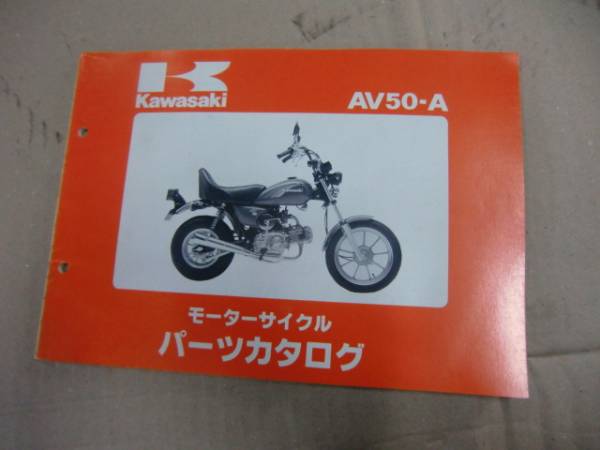 Kawasaki
AV50-A
モーターサイクル
パーツカタログ